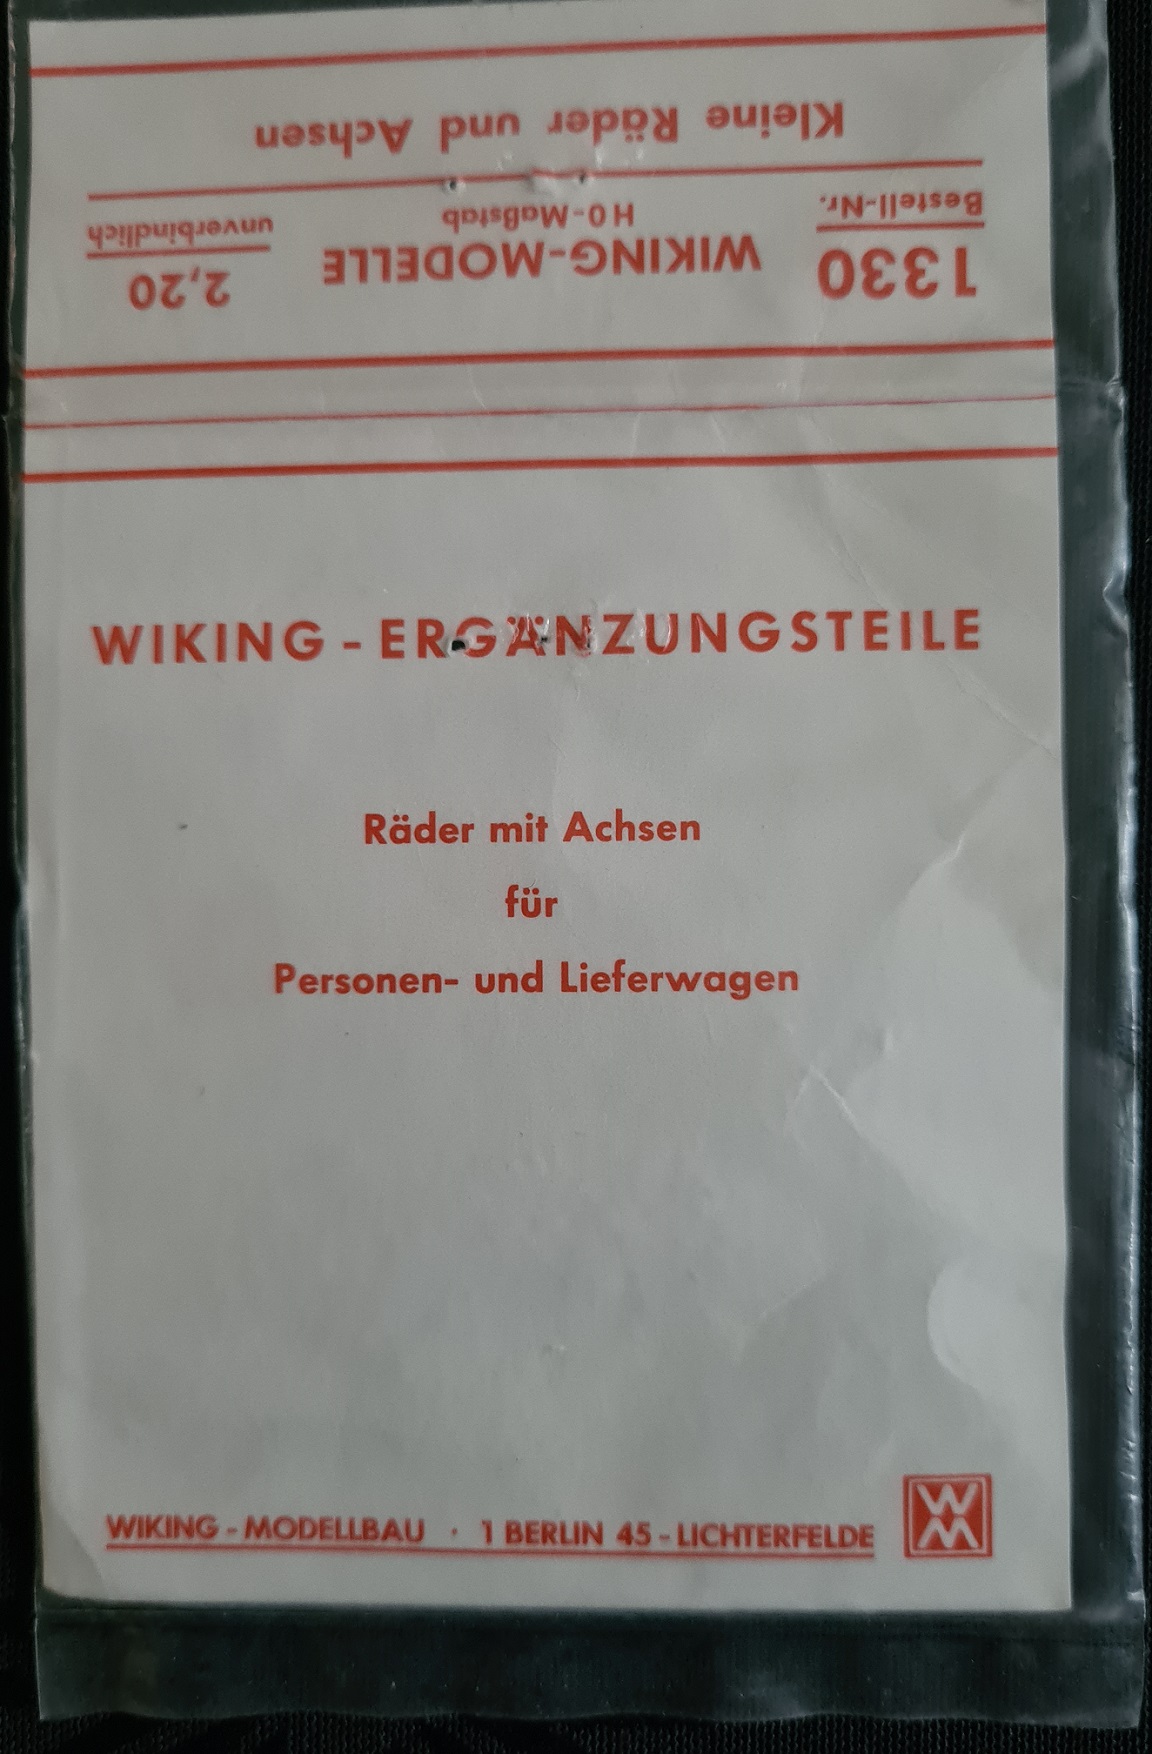 Kleine Räder und Achsen
Bestell-Nr.
1330
WIKING-MODELLE
H0-Maßstab
unverbindlich
2,20
WIKING - ERGÄNZUNGSTEILE
Räder mit Achsen
für
Personen- und Lieferwagen
WIKING - MODELLBAU · 1 BERLIN 45 - LICHTERFELDE
WM